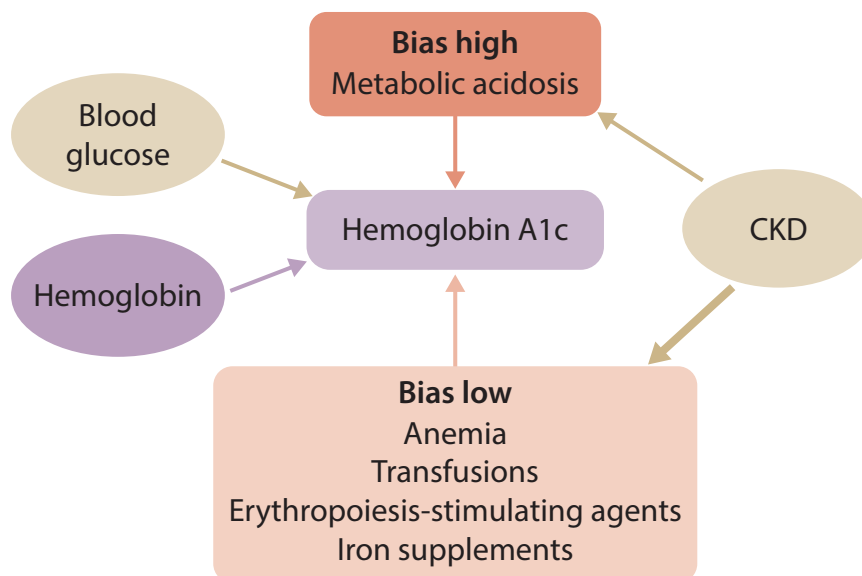 Bias high
Metabolic acidosis
Blood
glucose
Hemoglobin A1c
CKD
Hemoglobin
Bias low
Anemia
Transfusions
Erythropoiesis-stimulating agents
Iron supplements